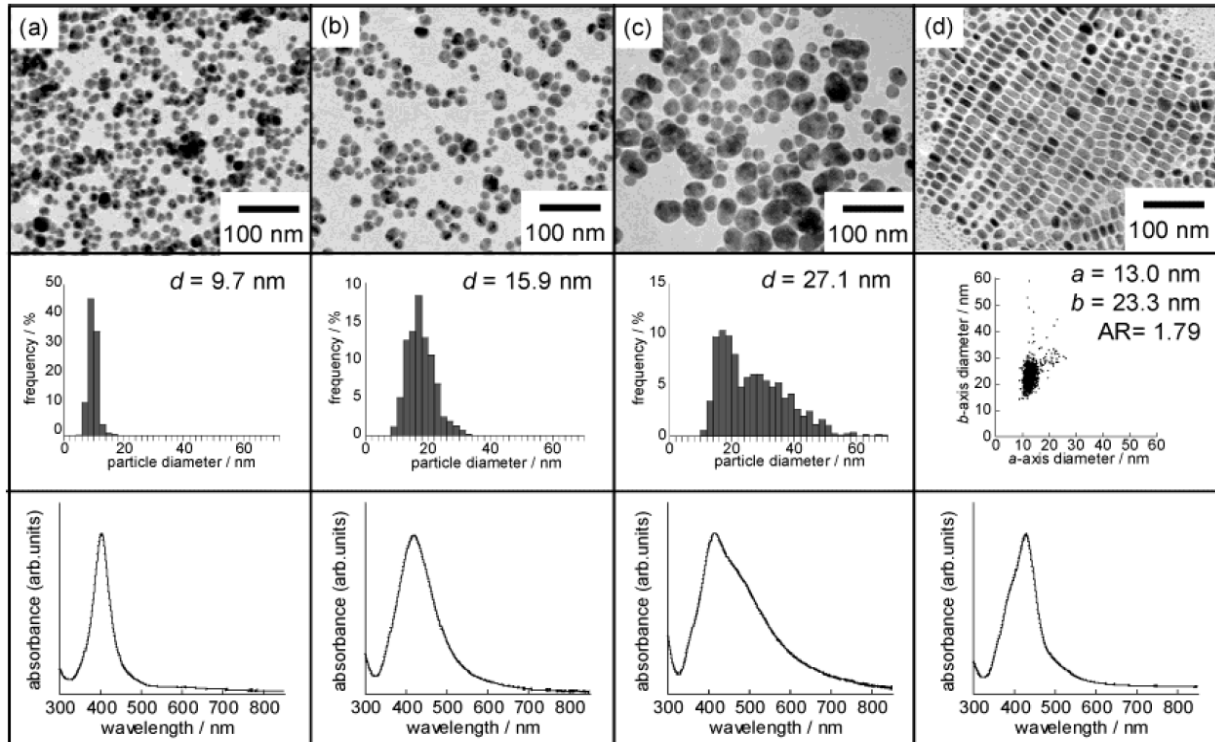 (a)
100 nm
(b)
100 nm
(c)
100 nm
(d)
100 nm
d = 9.7 nm
frequency / %
50
40
30
20
10
0
0 20 40 60
particle diameter / nm
d = 15.9 nm
frequency / %
10
5
0
0 20 40 60
particle diameter / nm
d = 27.1 nm
frequency / %
15
10
5
0
0 20 40 60
particle diameter / nm
a = 13.0 nm
b = 23.3 nm
AR= 1.79
b-axis diameter / nm
60
50
40
30
20
10
0
0 10 20 30 40 50 60
a-axis diameter / nm
absorbance (arb.units)
300 400 500 600 700 800
wavelength / nm
absorbance (arb.units)
300 400 500 600 700 800
wavelength / nm
absorbance (arb.units)
300 400 500 600 700 800
wavelength / nm
absorbance (arb.units)
300 400 500 600 700 800
wavelength / nm